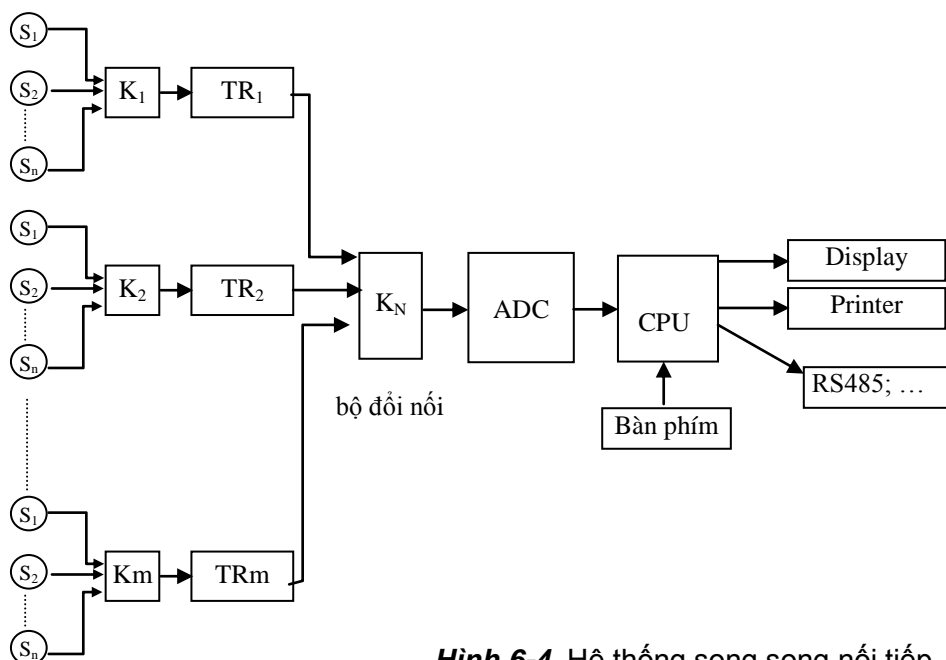 S₁
S₂
Sₙ
K₁
TR₁
S₁
S₂
Sₙ
K₂
TR₂
K_N
ADC
CPU
Display
Printer
RS485; …
bộ đổi nối
Bàn phím
S₁
S₂
Sₙ
Km
TRm
Hình 6-4. Hệ thống song song nối tiếp